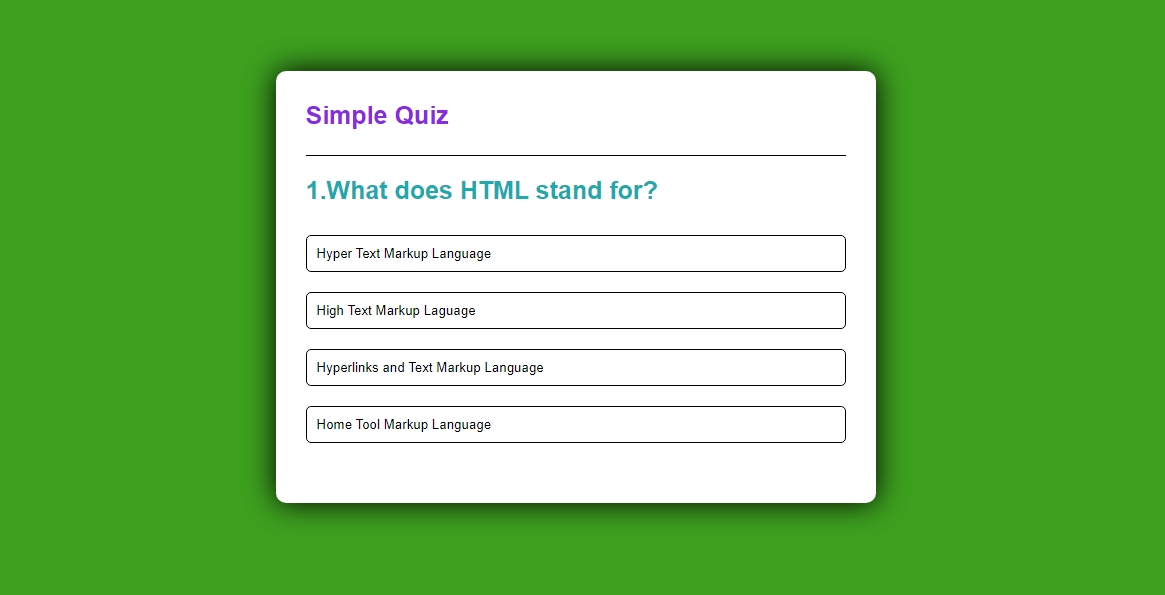 Simple Quiz
1.What does HTML stand for?
Hyper Text Markup Language
High Text Markup Laguage
Hyperlinks and Text Markup Language
Home Tool Markup Language